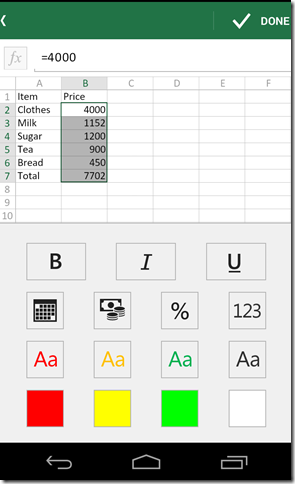 DONE
fx =4000
A B C D E F
1 Item Price
2 Clothes 4000
3 Milk 1152
4 Sugar 1200
5 Tea 900
6 Bread 450
7 Total 7702
8
9
10
B I U
% 123
Aa Aa Aa Aa